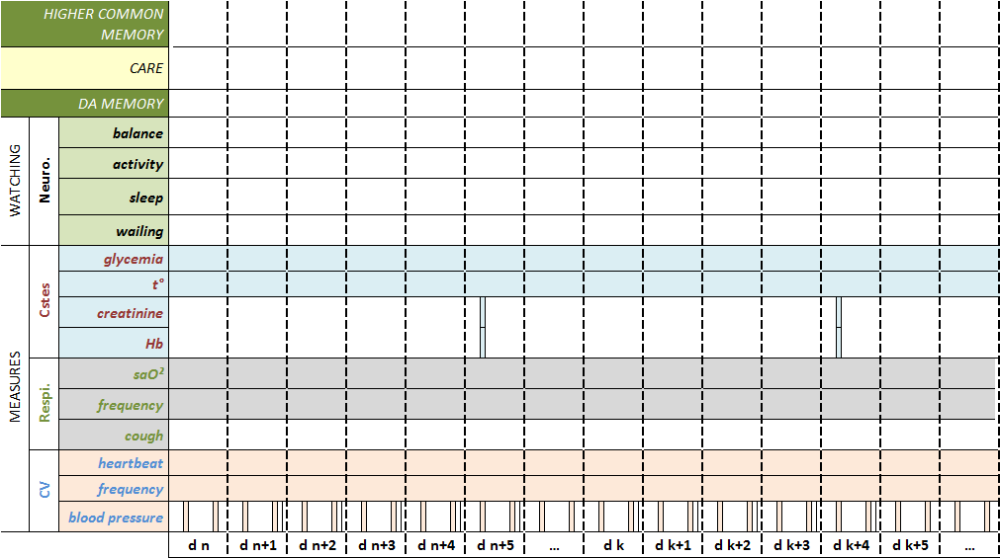 HIGHER COMMON
MEMORY
CARE
DA MEMORY
WATCHING
Neuro.
balance
activity
sleep
wailing
MEASURES
Cstes
glycemia
t°
creatinine
Hb
Respi.
saO²
frequency
cough
CV
heartbeat
frequency
blood pressure
d n d n+1 d n+2 d n+3 d n+4 d n+5 ... d k d k+1 d k+2 d k+3 d k+4 d k+5 ...